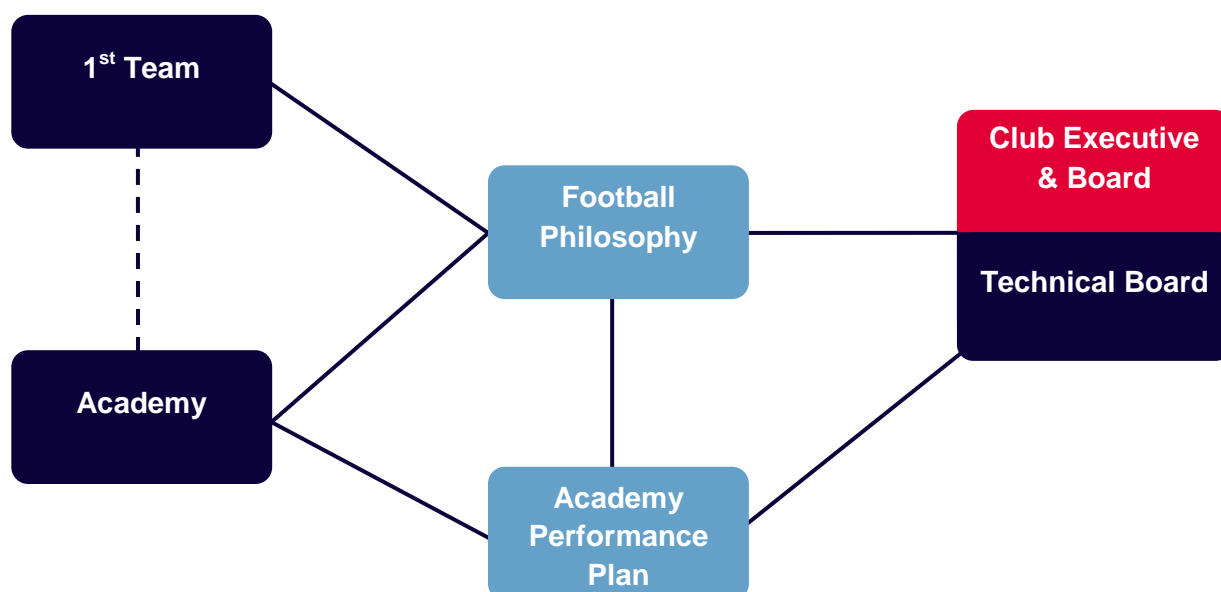 1st Team
Club Executive
& Board
Football
Philosophy
Technical Board
Academy
Academy
Performance
Plan